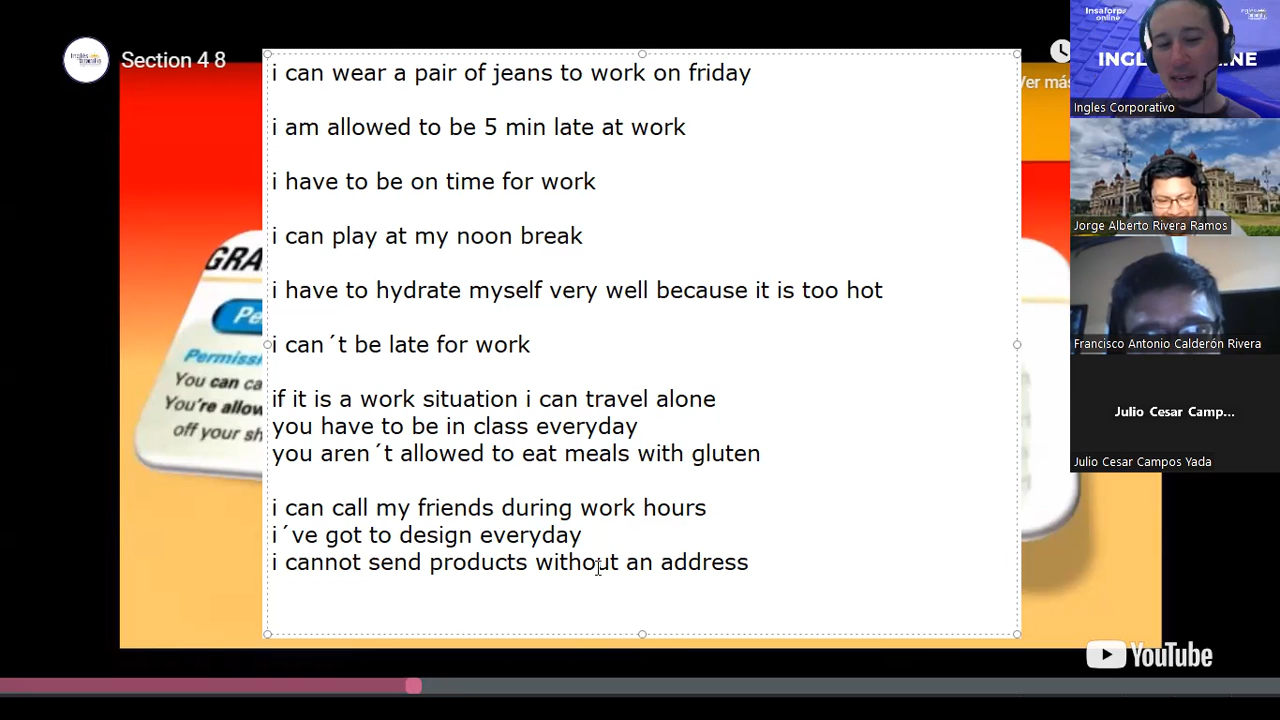 Section 4 8
i can wear a pair of jeans to work on friday
i am allowed to be 5 min late at work
i have to be on time for work
i can play at my noon break
i have to hydrate myself very well because it is too hot
i can´t be late for work
if it is a work situation i can travel alone
you have to be in class everyday
you aren´t allowed to eat meals with gluten
i can call my friends during work hours
i´ve got to design everyday
i cannot send products without an address
GRA
Pe
Permiss
You can ca
You're allow
off your sh
Ver más
YouTube
Insaforp
online
INGL
INE
Ingles Corporativo
Jorge Alberto Rivera Ramos
Francisco Antonio Calderón Rivera
Julio Cesar Camp...
Julio Cesar Campos Yada